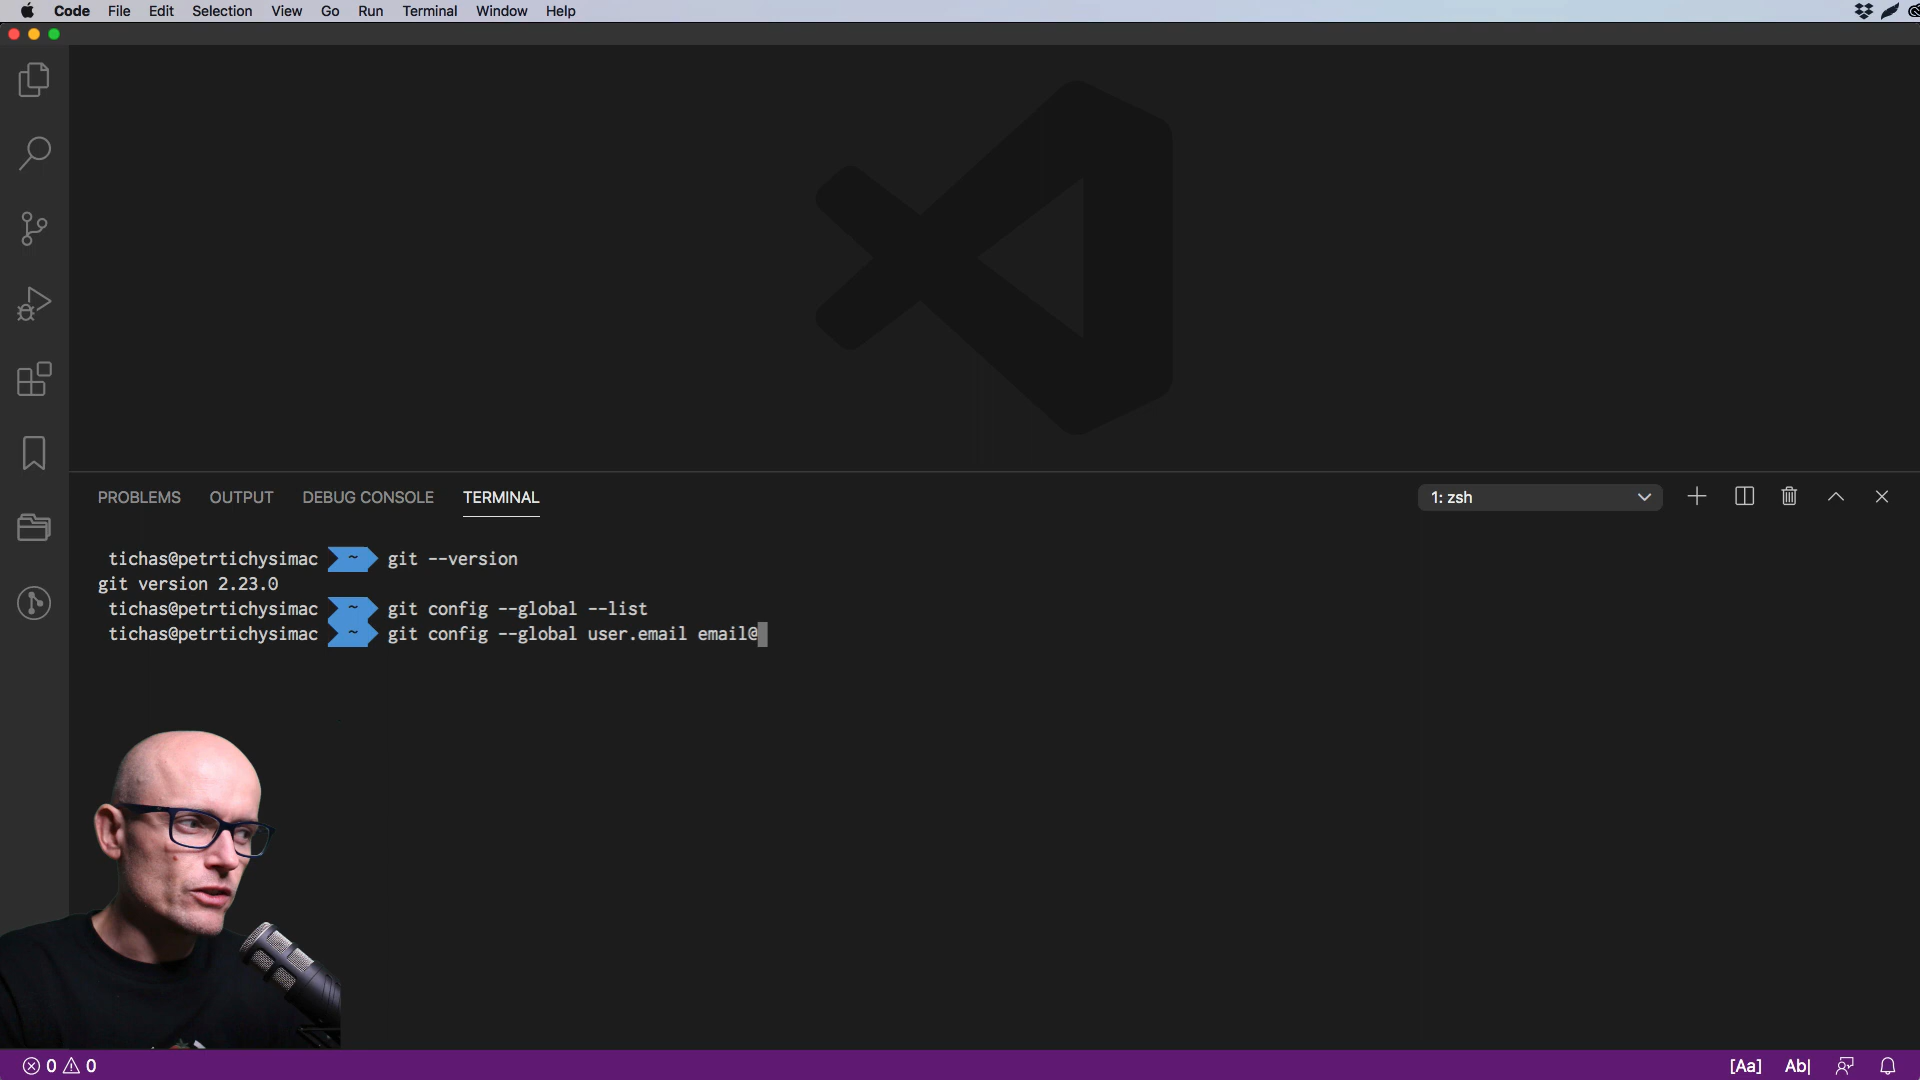 Code File Edit Selection View Go Run Terminal Window Help
PROBLEMS OUTPUT DEBUG CONSOLE TERMINAL 1: zsh
tichas@petrtichysimac ~ git --version
git version 2.23.0
tichas@petrtichysimac ~ git config --global --list
tichas@petrtichysimac ~ git config --global user.email email@
0 0 [Aa] Ab|